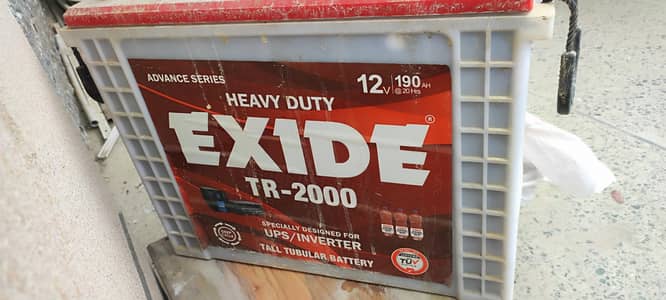 ADVANCE SERIES
12V 190AH
@ 20 Hrs
HEAVY DUTY
EXIDE®
TR-2000
SPECIALLY DESIGNED FOR
UPS/INVERTER
TALL TUBULAR BATTERY
TÜV